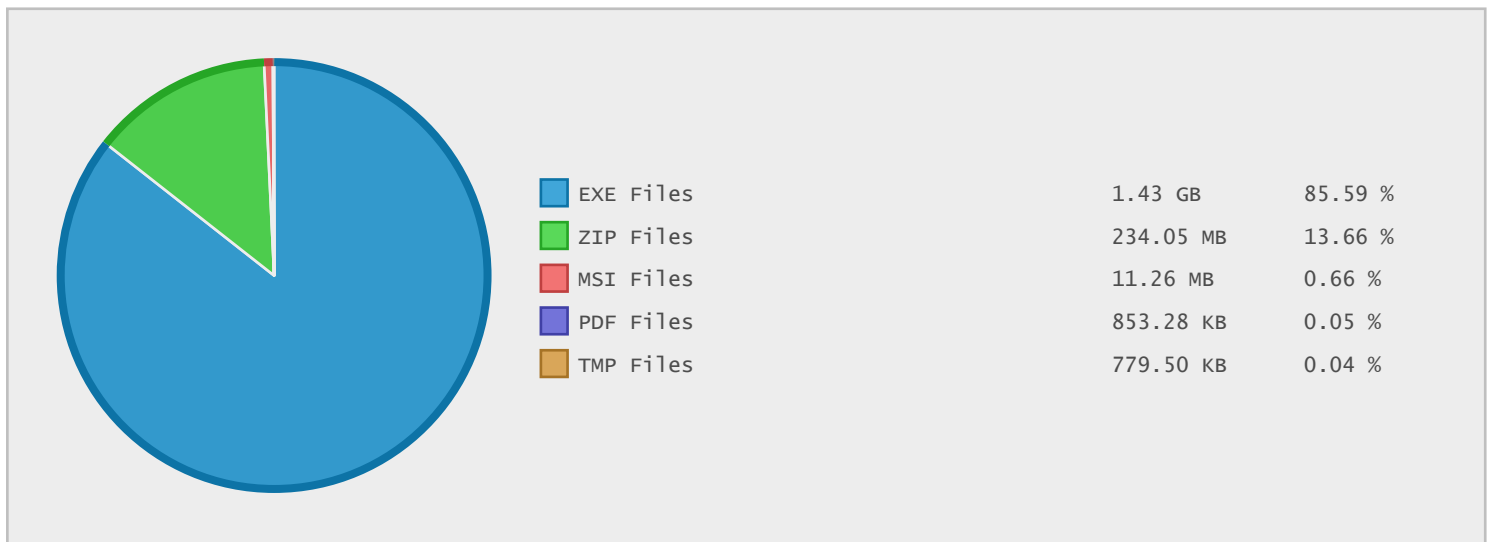 EXE Files 1.43 GB 85.59 %
ZIP Files 234.05 MB 13.66 %
MSI Files 11.26 MB 0.66 %
PDF Files 853.28 KB 0.05 %
TMP Files 779.50 KB 0.04 %